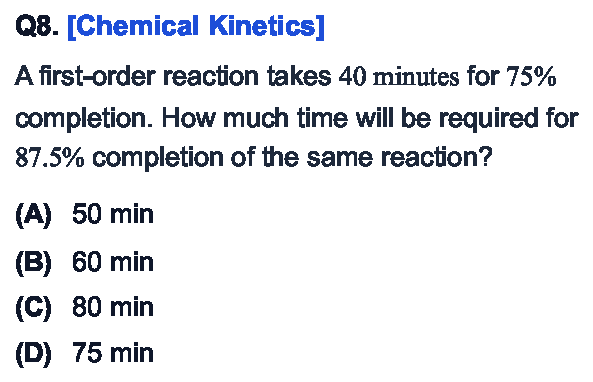 Q8. [Chemical Kinetics]
A first-order reaction takes 40 minutes for 75%
completion. How much time will be required for
87.5% completion of the same reaction?
(A) 50 min
(B) 60 min
(C) 80 min
(D) 75 min